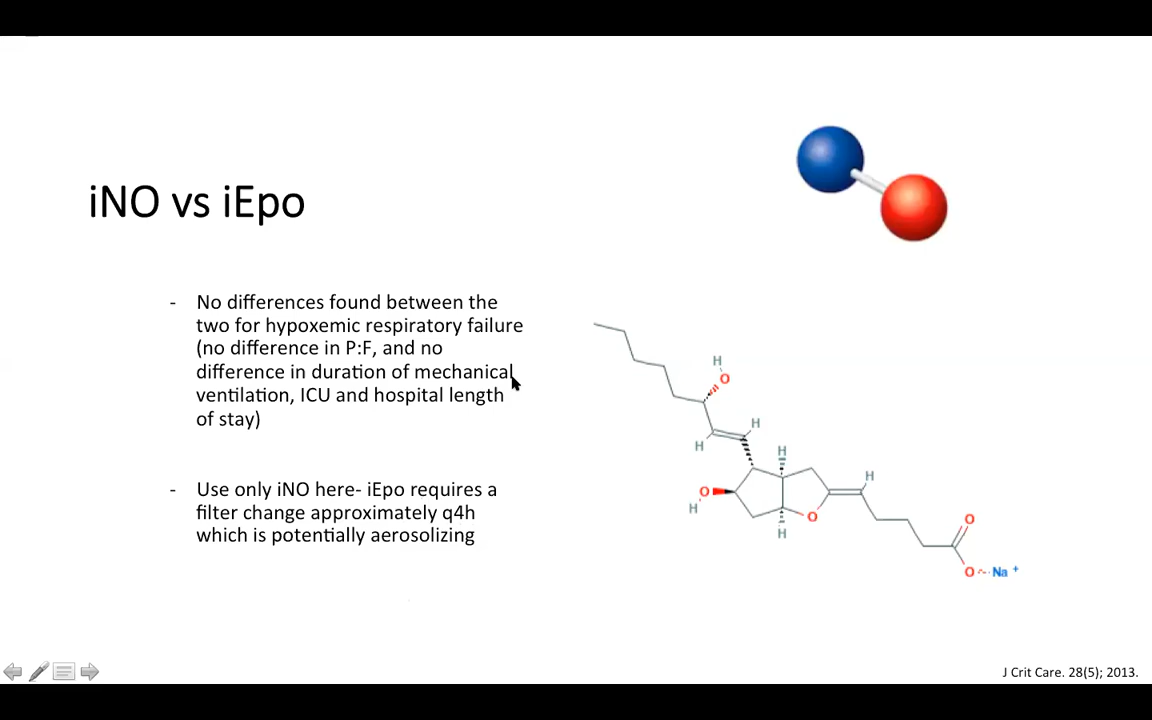 iNO vs iEpo
- No differences found between the
two for hypoxemic respiratory failure
(no difference in P:F, and no
difference in duration of mechanical
ventilation, ICU and hospital length
of stay)
- Use only iNO here- iEpo requires a
filter change approximately q4h
which is potentially aerosolizing
H
O
H
H
H
O
H
H
O
H
O
O Na +
J Crit Care. 28(5); 2013.